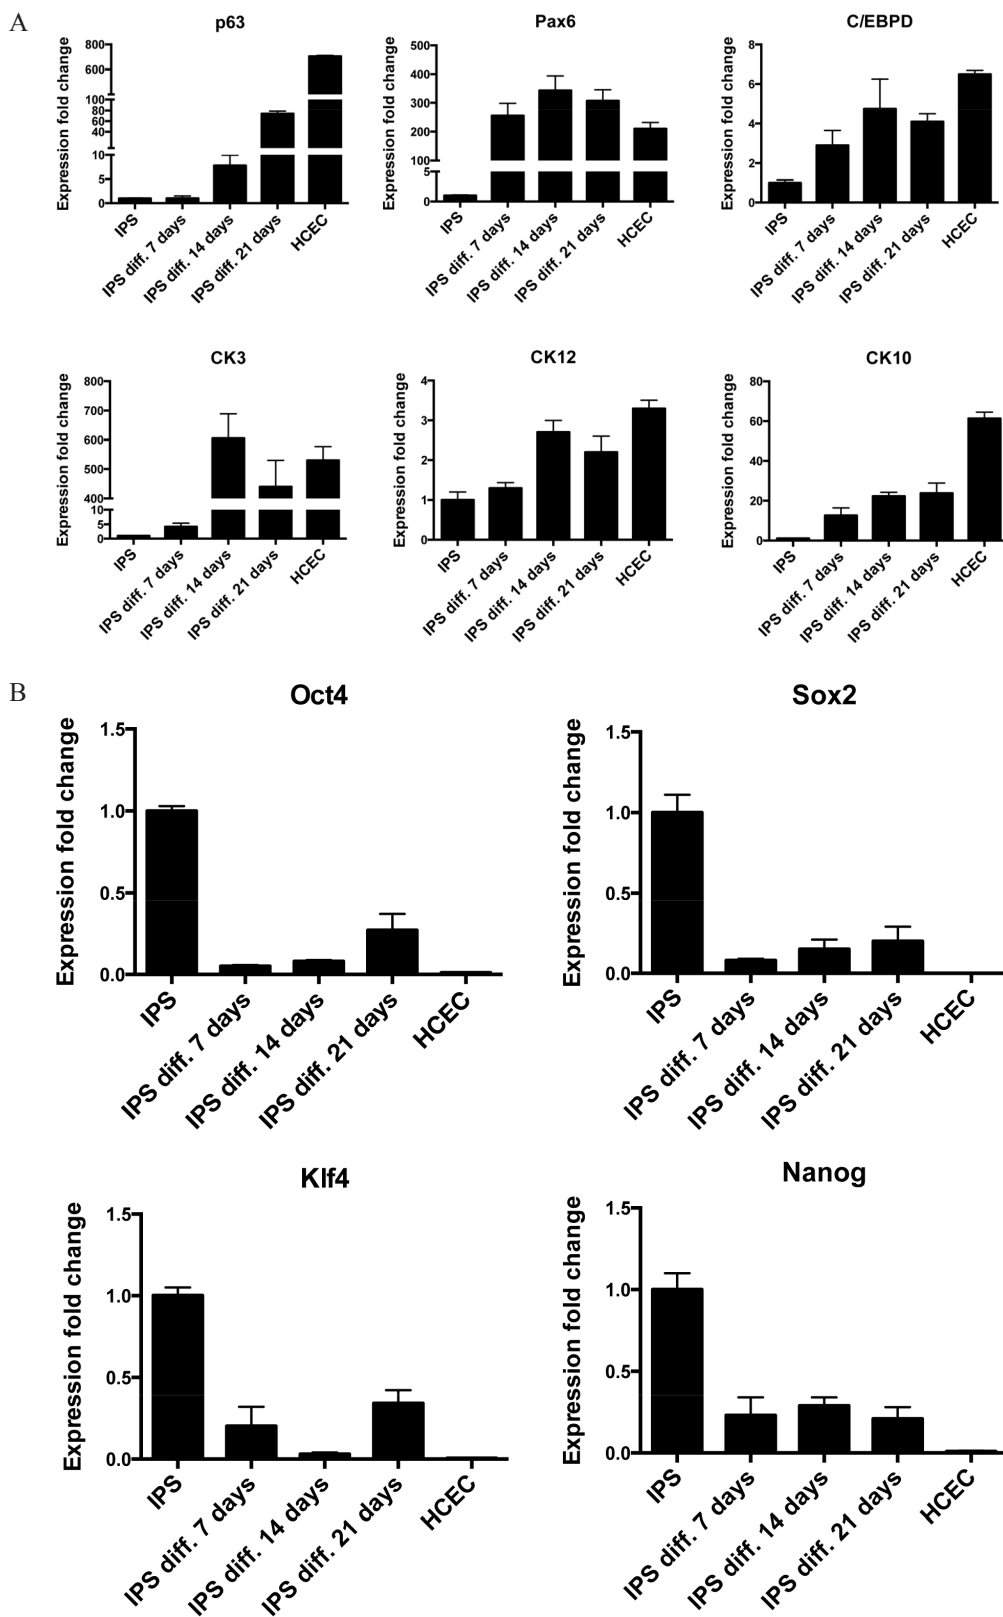 A
p63
Expression fold change
800
600
100
80
60
40
10
5
0
IPS
IPS diff. 7 days
IPS diff. 14 days
IPS diff. 21 days
HCEC
Pax6
Expression fold change
500
400
300
200
100
5
0
IPS
IPS diff. 7 days
IPS diff. 14 days
IPS diff. 21 days
HCEC
C/EBPD
Expression fold change
8
6
4
2
0
IPS
IPS diff. 7 days
IPS diff. 14 days
IPS diff. 21 days
HCEC
CK3
Expression fold change
800
700
600
500
400
10
5
0
IPS
IPS diff. 7 days
IPS diff. 14 days
IPS diff. 21 days
HCEC
CK12
Expression fold change
4
3
2
1
0
IPS
IPS diff. 7 days
IPS diff. 14 days
IPS diff. 21 days
HCEC
CK10
Expression fold change
80
60
40
20
0
IPS
IPS diff. 7 days
IPS diff. 14 days
IPS diff. 21 days
HCEC
B
Oct4
Expression fold change
1.5
1.0
0.5
0.0
IPS
IPS diff. 7 days
IPS diff. 14 days
IPS diff. 21 days
HCEC
Sox2
Expression fold change
1.5
1.0
0.5
0.0
IPS
IPS diff. 7 days
IPS diff. 14 days
IPS diff. 21 days
HCEC
Klf4
Expression fold change
1.5
1.0
0.5
0.0
IPS
IPS diff. 7 days
IPS diff. 14 days
IPS diff. 21 days
HCEC
Nanog
Expression fold change
1.5
1.0
0.5
0.0
IPS
IPS diff. 7 days
IPS diff. 14 days
IPS diff. 21 days
HCEC